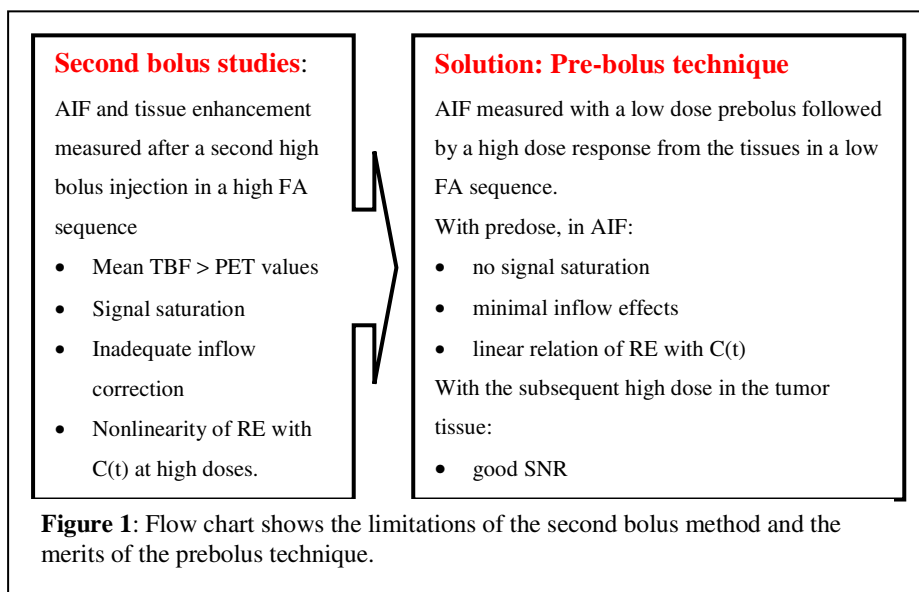 Second bolus studies:
AIF and tissue enhancement
measured after a second high
bolus injection in a high FA
sequence
• Mean TBF > PET values
• Signal saturation
• Inadequate inflow
correction
• Nonlinearity of RE with
C(t) at high doses.
Solution: Pre-bolus technique
AIF measured with a low dose prebolus followed
by a high dose response from the tissues in a low
FA sequence.
With predose, in AIF:
• no signal saturation
• minimal inflow effects
• linear relation of RE with C(t)
With the subsequent high dose in the tumor
tissue:
• good SNR
Figure 1: Flow chart shows the limitations of the second bolus method and the
merits of the prebolus technique.